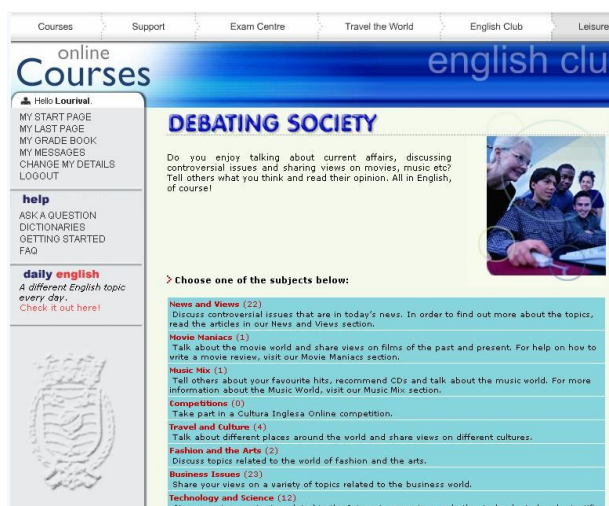 Courses
Support
Exam Centre
Travel the World
English Club
Leisure
online
Courses
english clu
Hello Lourival.
MY START PAGE
MY LAST PAGE
MY GRADE BOOK
MY MESSAGES
CHANGE MY DETAILS
LOGOUT
help
ASK A QUESTION
DICTIONARIES
GETTING STARTED
FAQ
daily english
A different English topic
every day.
Check it out here!
DEBATING SOCIETY
Do you enjoy talking about current affairs, discussing
controversial issues and sharing views on movies, music etc?
Tell others what you think and read their opinion. All in English,
of course!
> Choose one of the subjects below:
News and Views (22)
Discuss controversial issues that are in today's news. In order to find out more about the topics,
read the articles in our News and Views section.
Movie Maniacs (1)
Talk about the movie world and share views on films of the past and present. For help on how to
write a movie review, visit our Movie Maniacs section.
Music Mix (1)
Tell others about your favourite hits, recommend CDs and talk about the music world. For more
information about the Music World, visit our Music Mix section.
Competitions (0)
Take part in a Cultura Inglesa Online competition.
Travel and Culture (4)
Talk about different places around the world and share views on different cultures.
Fashion and the Arts (2)
Discuss topics related to the world of fashion and the arts.
Business Issues (23)
Share your views on a variety of topics related to the business world.
Technology and Science (12)